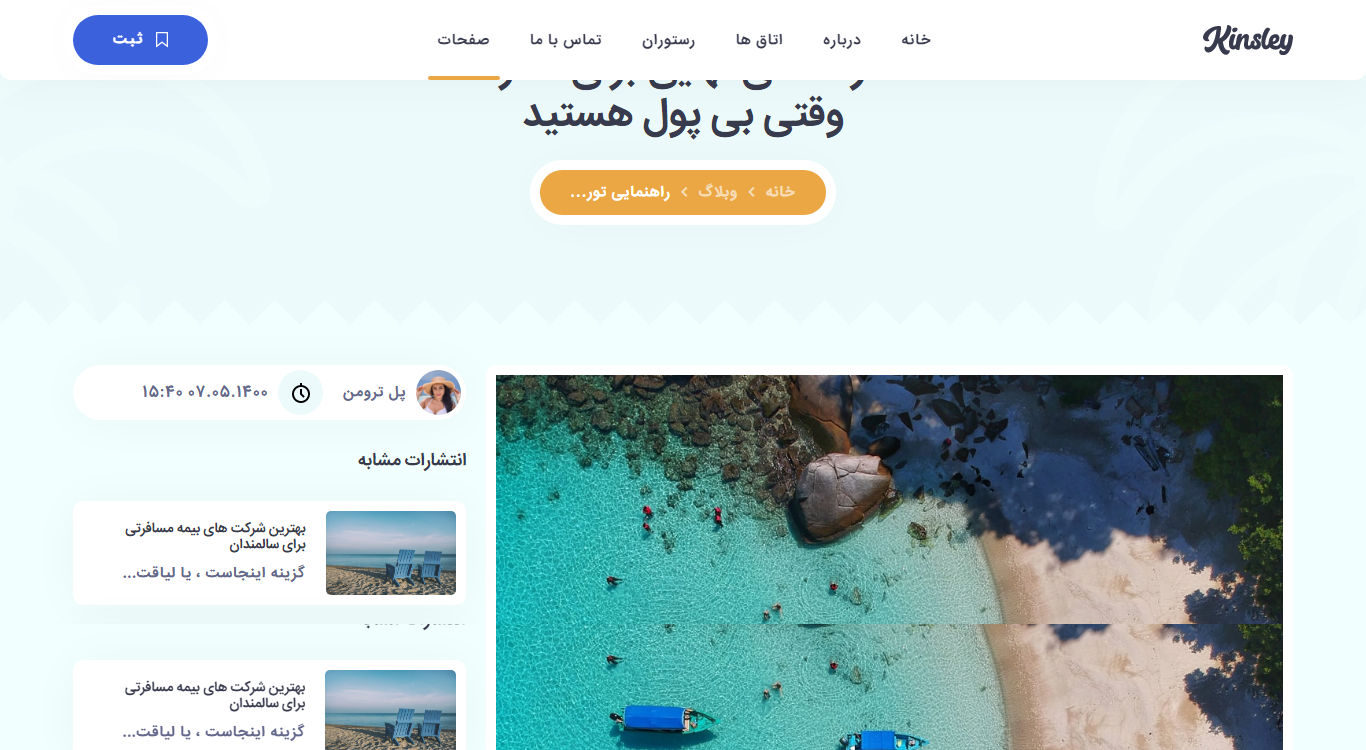 Kinsley
خانه
درباره
اتاق ها
رستوران
تماس با ما
صفحات
ثبت
وقتی بی پول هستید
خانه
وبلاگ
راهنمایی تور...
پل ترومن
۱۵:۴۰ ۰۷.۰۵.۱۴۰۰
انتشارات مشابه
بهترین شرکت های بیمه مسافرتی
برای سالمندان
گزینه اینجاست ، یا لیاقت...
بهترین شرکت های بیمه مسافرتی
برای سالمندان
گزینه اینجاست ، یا لیاقت...